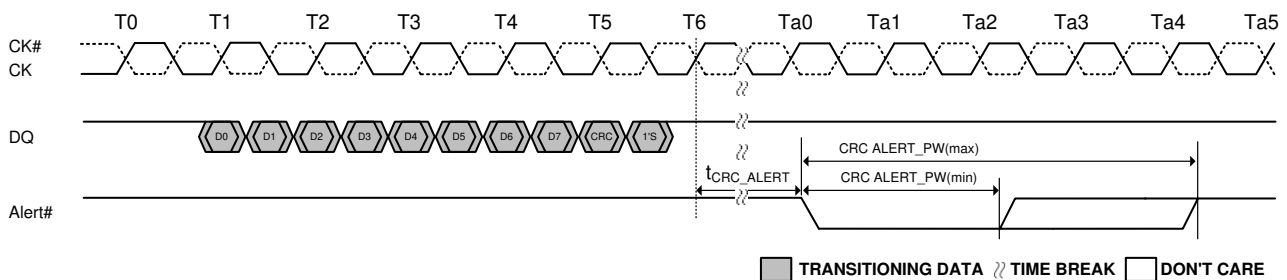 T0 T1 T2 T3 T4 T5 T6 Ta0 Ta1 Ta2 Ta3 Ta4 Ta5
CK#
CK
DQ
D0 D1 D2 D3 D4 D5 D6 D7 CRC 1'S
CRC ALERT_PW(max)
tCRC_ALERT CRC ALERT_PW(min)
Alert#
TRANSITIONING DATA TIME BREAK DON'T CARE